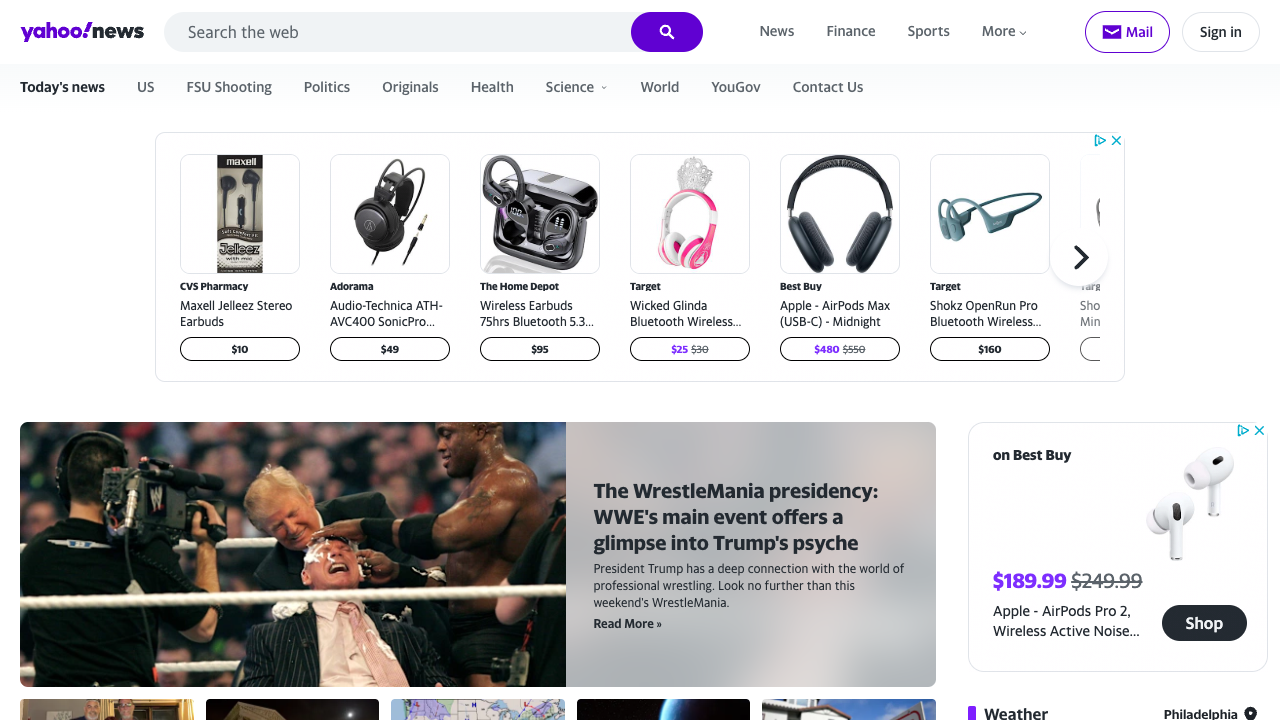 yahoo!news
Search the web
News
Finance
Sports
More
Mail
Sign in
Today's news
US
FSU Shooting
Politics
Originals
Health
Science
World
YouGov
Contact Us
maxell
Jelleez
with mic
CVS Pharmacy
Maxell Jelleez Stereo
Earbuds
$10
Adorama
Audio-Technica ATH-
AVC400 SonicPro...
$49
100
The Home Depot
Wireless Earbuds
75hrs Bluetooth 5.3...
$95
Target
Wicked Glinda
Bluetooth Wireless...
$25 $30
Best Buy
Apple - AirPods Max
(USB-C) - Midnight
$480 $550
Target
Shokz OpenRun Pro
Bluetooth Wireless...
$160
Sho
Min
The WrestleMania presidency:
WWE's main event offers a
glimpse into Trump's psyche
President Trump has a deep connection with the world of
professional wrestling. Look no further than this
weekend's WrestleMania.
Read More »
on Best Buy
$189.99 $249.99
Apple - AirPods Pro 2,
Wireless Active Noise...
Shop
Weather
Philadelphia